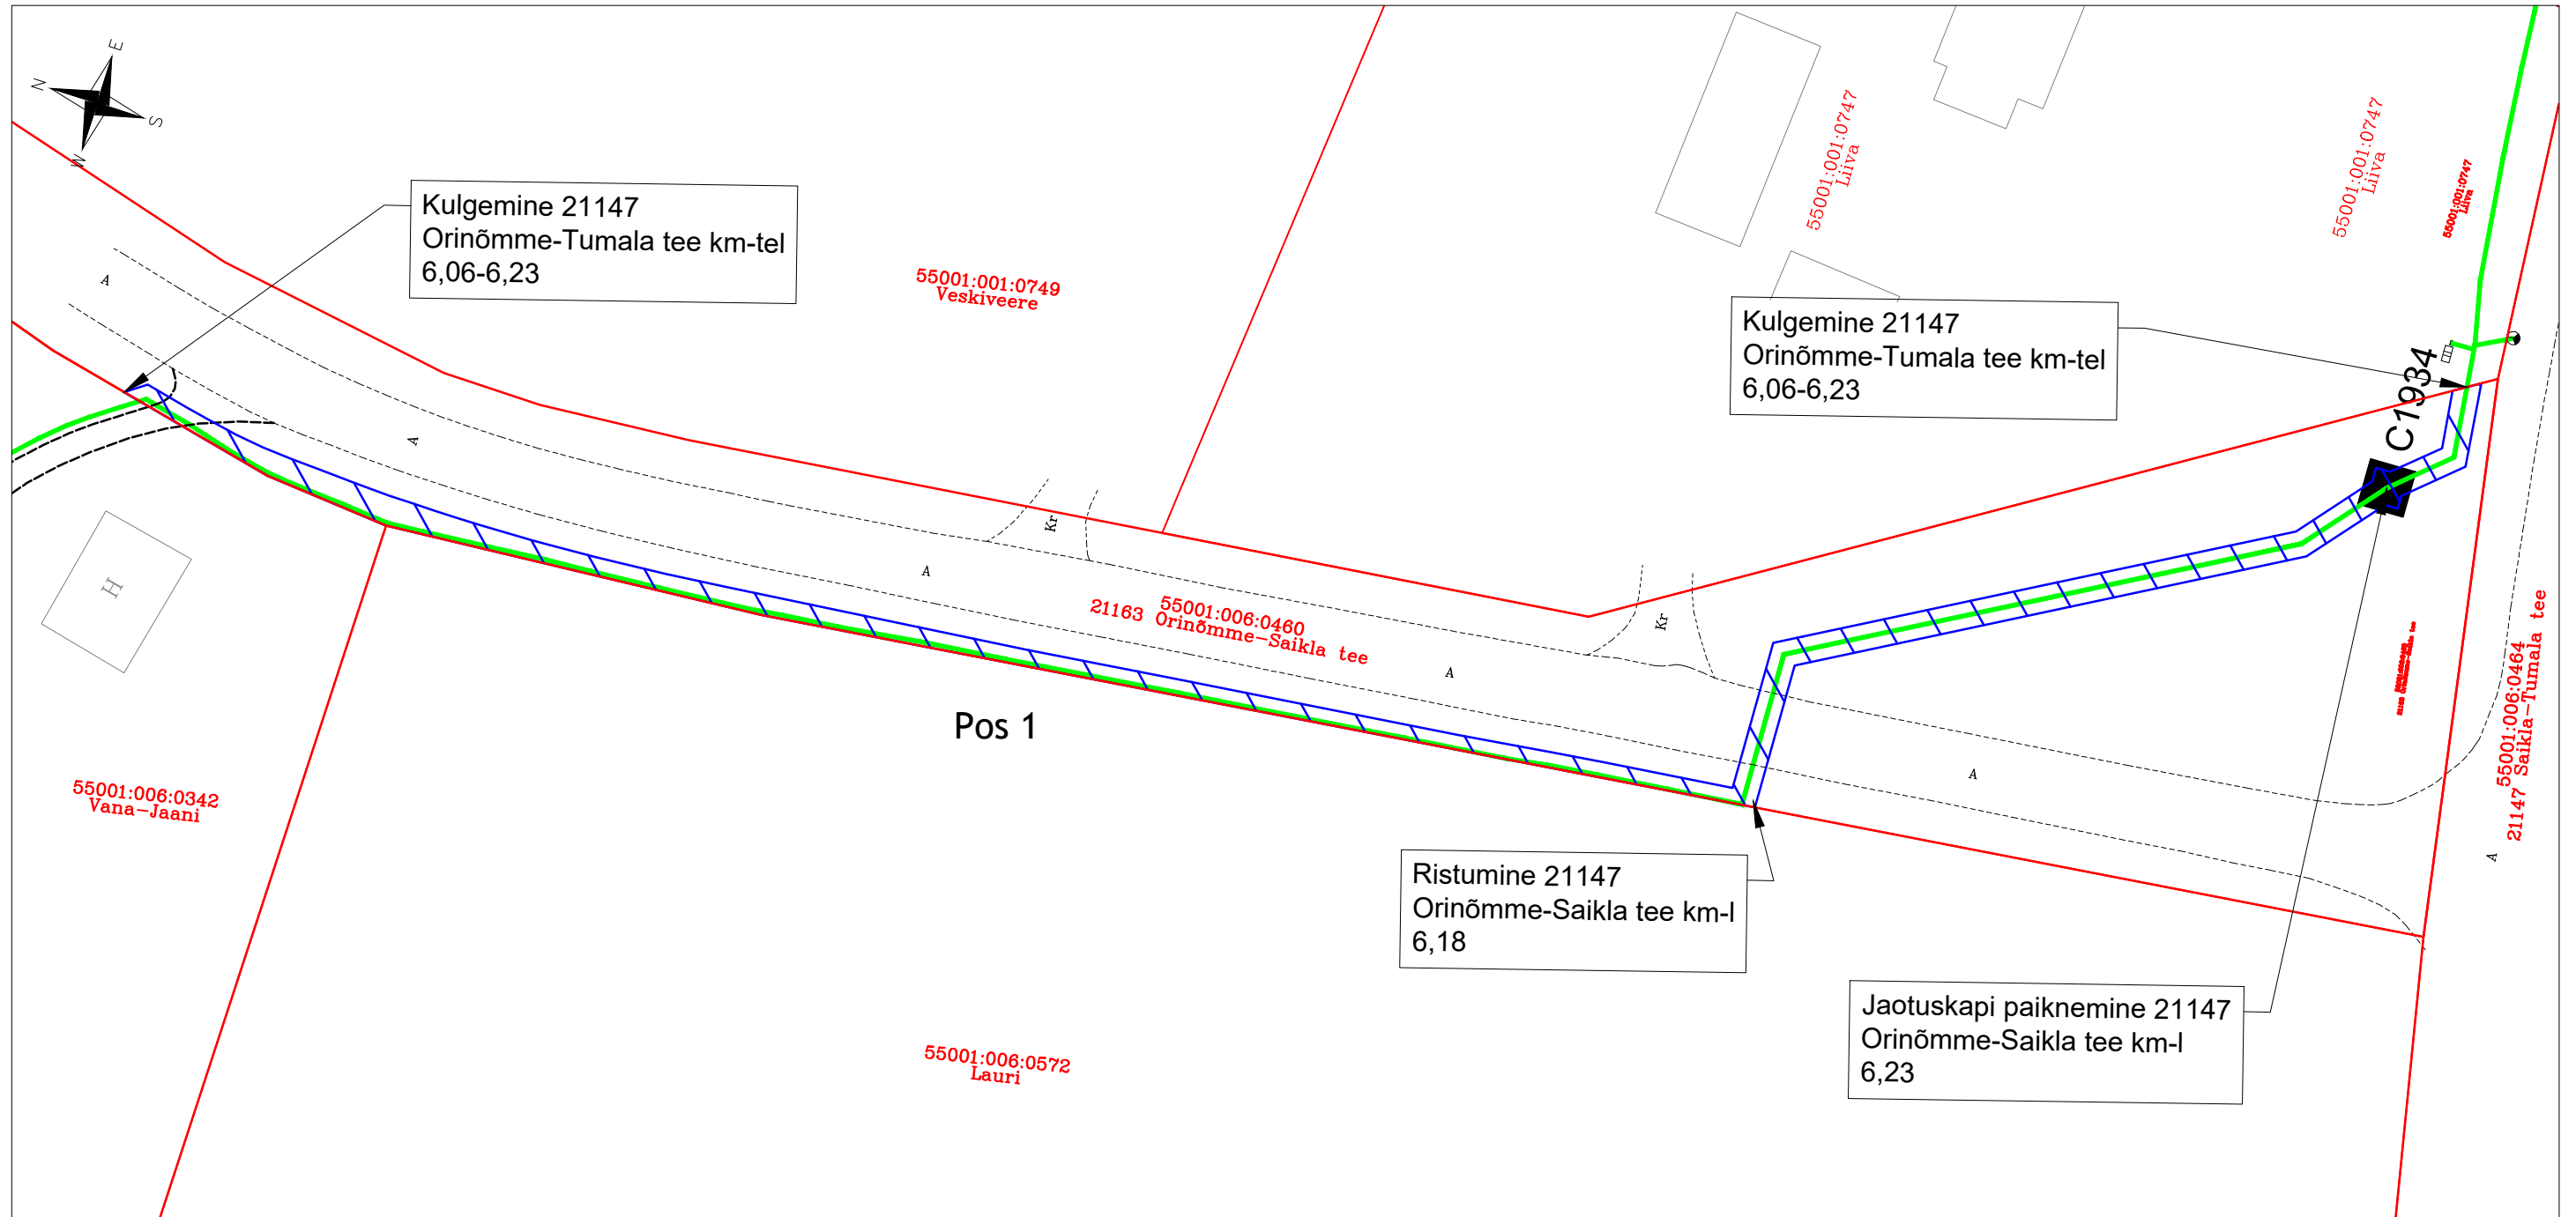 E
N
S
W
Kulgemine 21147
Orinõmme-Tumala tee km-tel
6,06-6,23
55001:001:0749
Veskiveere
55001:001:0747
Liiva
55001:001:0747
Liiva
55001:001:0747
Liiva
Kulgemine 21147
Orinõmme-Tumala tee km-tel
6,06-6,23
C1934
A
A
Kr
A
55001:006:0460
21163 Orinõmme-Saikla tee
Kr
A
A
H
Pos 1
55001:006:0342
Vana-Jaani
55001:006:0464
21147 Saikla-Tumala tee
A
Ristumine 21147
Orinõmme-Saikla tee km-l
6,18
Jaotuskapi paiknemine 21147
Orinõmme-Saikla tee km-l
6,23
55001:006:0572
Lauri